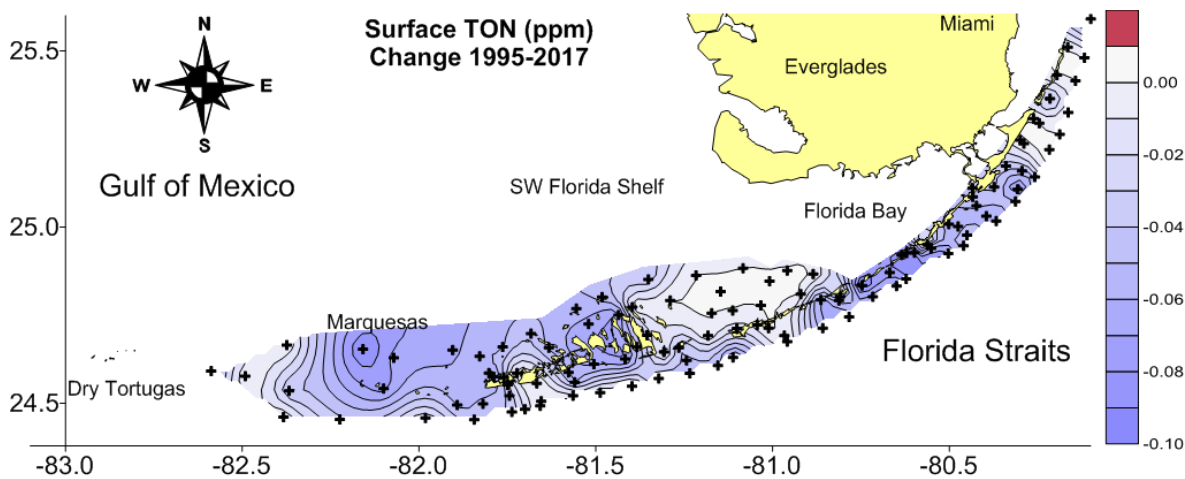 Surface TON (ppm)
Change 1995-2017
Miami
N
W E
S
Everglades
Gulf of Mexico
SW Florida Shelf
Florida Bay
Marquesas
Florida Straits
Dry Tortugas
25.5
25.0
24.5
-83.0 -82.5 -82.0 -81.5 -81.0 -80.5
0.00
-0.02
-0.04
-0.06
-0.08
-0.10